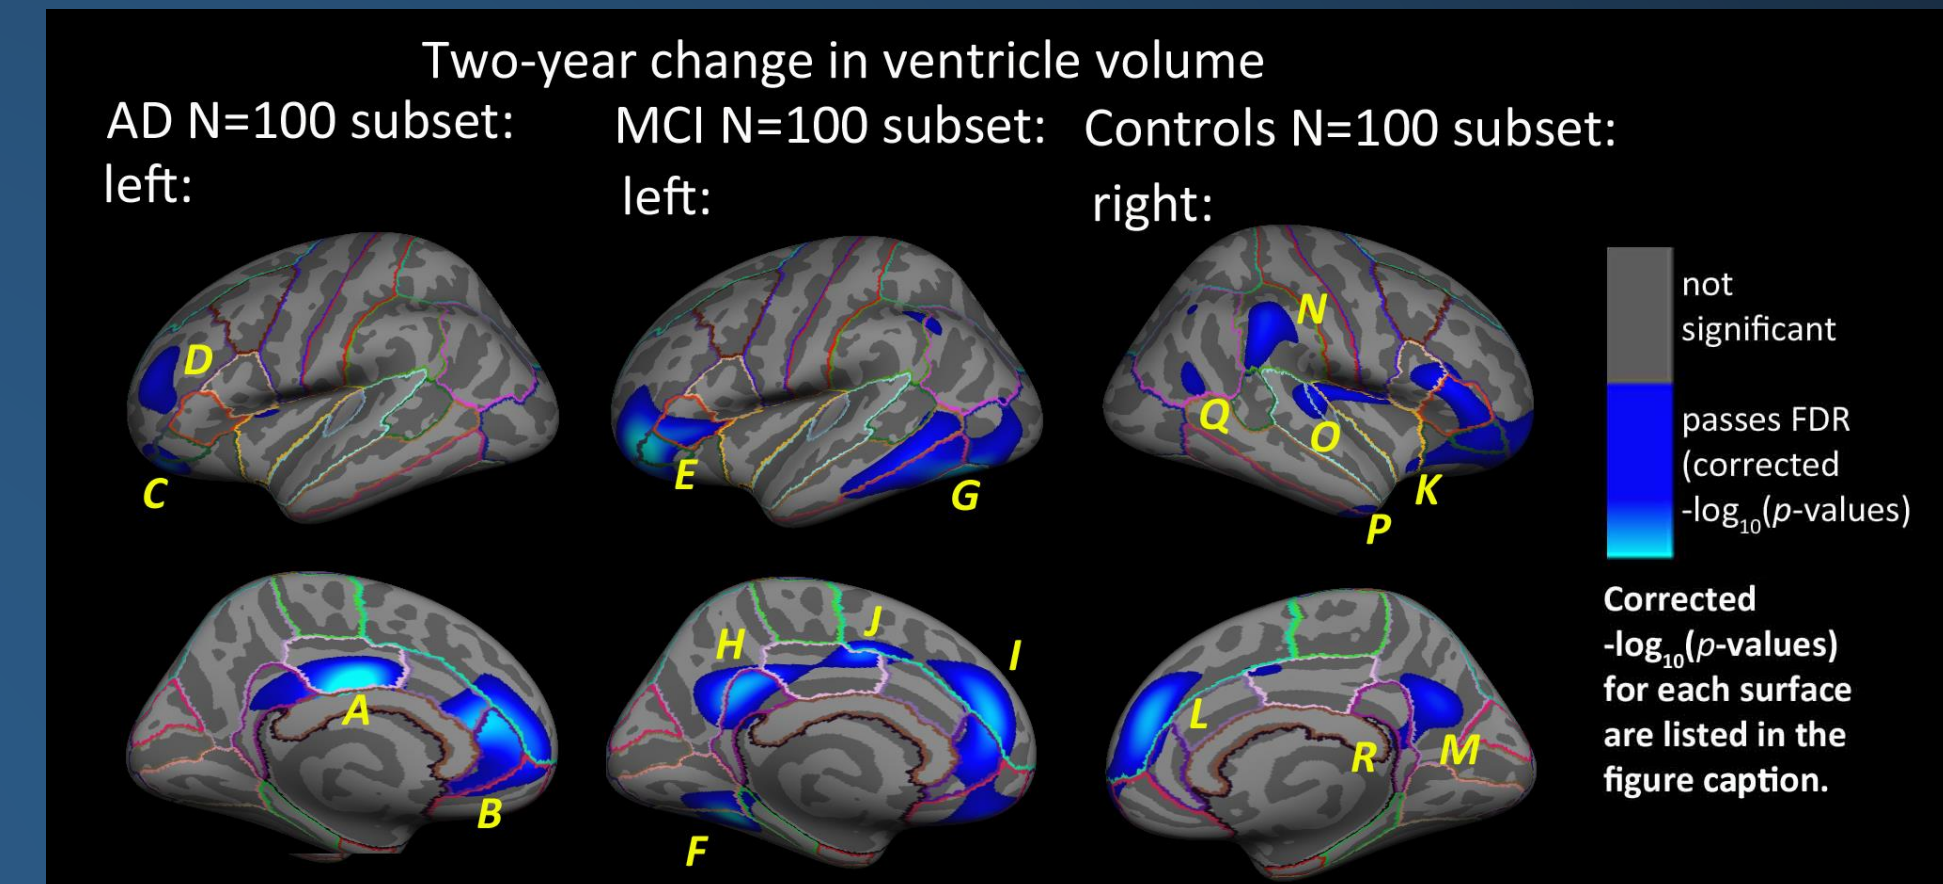 Two-year change in ventricle volume
AD N=100 subset:
left:
MCI N=100 subset:
left:
Controls N=100 subset:
right:
D
C
E
G
N
Q
O
K
P
A
B
H
J
I
F
L
R
M
not
significant
passes FDR
(corrected
-log₁₀(p-values)
Corrected
-log₁₀(p-values)
for each surface
are listed in the
figure caption.